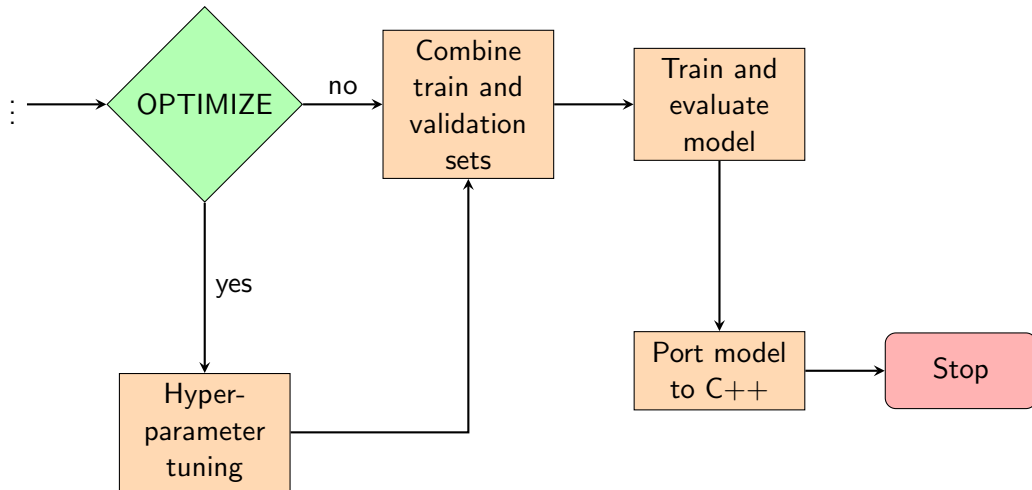 OPTIMIZE
no
Combine
train and
validation
sets
Train and
evaluate
model
yes
Hyper-
parameter
tuning
Port model
to C++
Stop